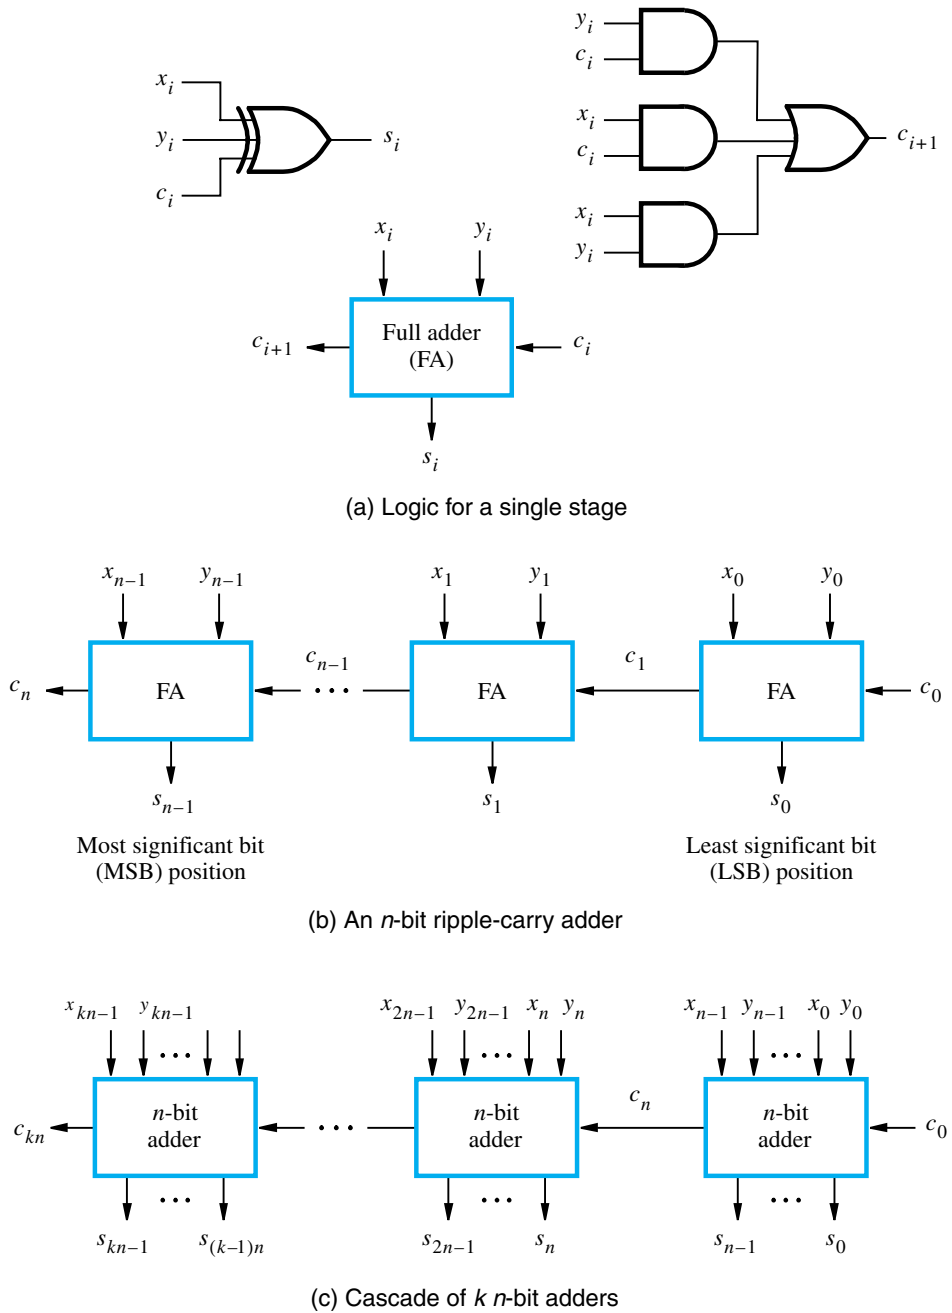 x_i
y_i
c_i
s_i
y_i
c_i
x_i
c_i
x_i
y_i
c_{i+1}
x_i y_i
c_{i+1}
Full adder
(FA)
c_i
s_i
(a) Logic for a single stage
x_{n−1} y_{n−1} x_1 y_1 x_0 y_0
c_n FA c_{n−1} • • • FA c_1 FA c_0
s_{n−1} s_1 s_0
Most significant bit
(MSB) position
Least significant bit
(LSB) position
(b) An n-bit ripple-carry adder
x_{kn−1} y_{kn−1} x_{2n−1} y_{2n−1} x_n y_n x_{n−1} y_{n−1} x_0 y_0
• • • • • • • • •
c_{kn}
n-bit
adder
• • •
n-bit
adder
c_n
n-bit
adder
c_0
• • • • • • • • •
s_{kn−1} s_{(k−1)n} s_{2n−1} s_n s_{n−1} s_0
(c) Cascade of k n-bit adders